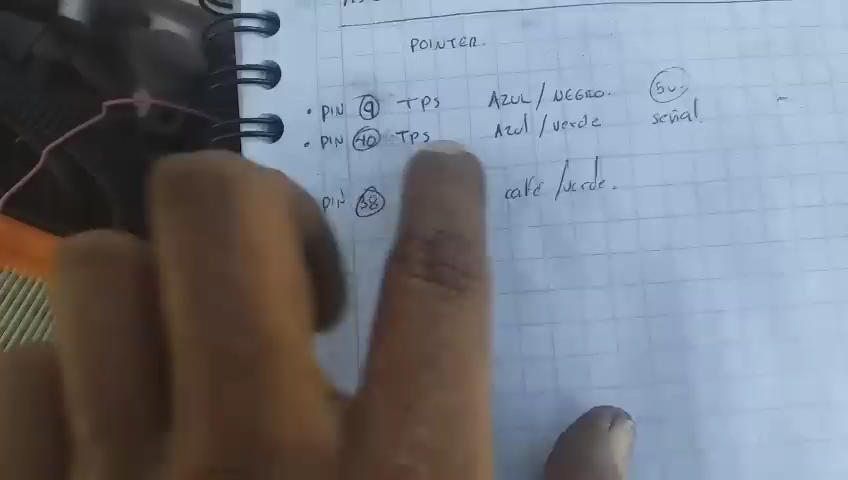 POINTER.
• PIN 9 TPS AZUL / NEGRO. 5v.
• PIN 40 TPS Azul / verde señal
PIN 38 café / verde.